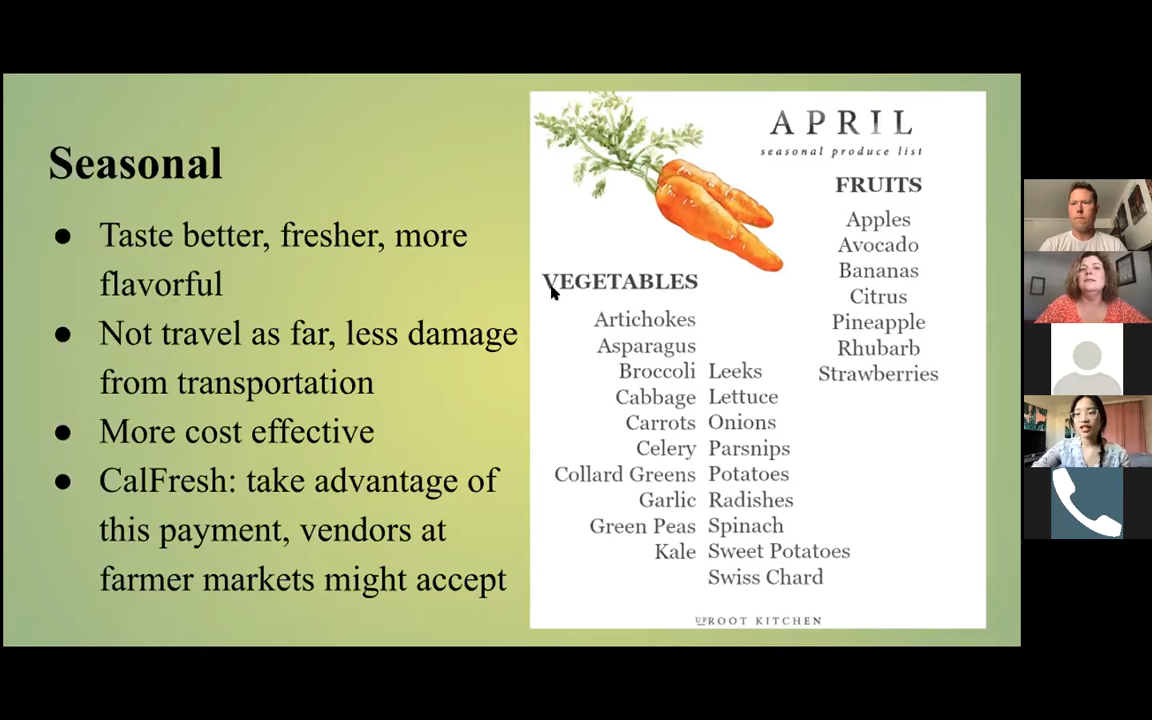 Seasonal
● Taste better, fresher, more
flavorful
● Not travel as far, less damage
from transportation
● More cost effective
● CalFresh: take advantage of
this payment, vendors at
farmer markets might accept
APRIL
seasonal produce list
FRUITS
Apples
Avocado
Bananas
Citrus
Pineapple
Rhubarb
Strawberries
VEGETABLES
Artichokes
Asparagus
Broccoli
Cabbage
Carrots
Celery
Collard Greens
Garlic
Green Peas
Kale
Leeks
Lettuce
Onions
Parsnips
Potatoes
Radishes
Spinach
Sweet Potatoes
Swiss Chard
UPROOT KITCHEN